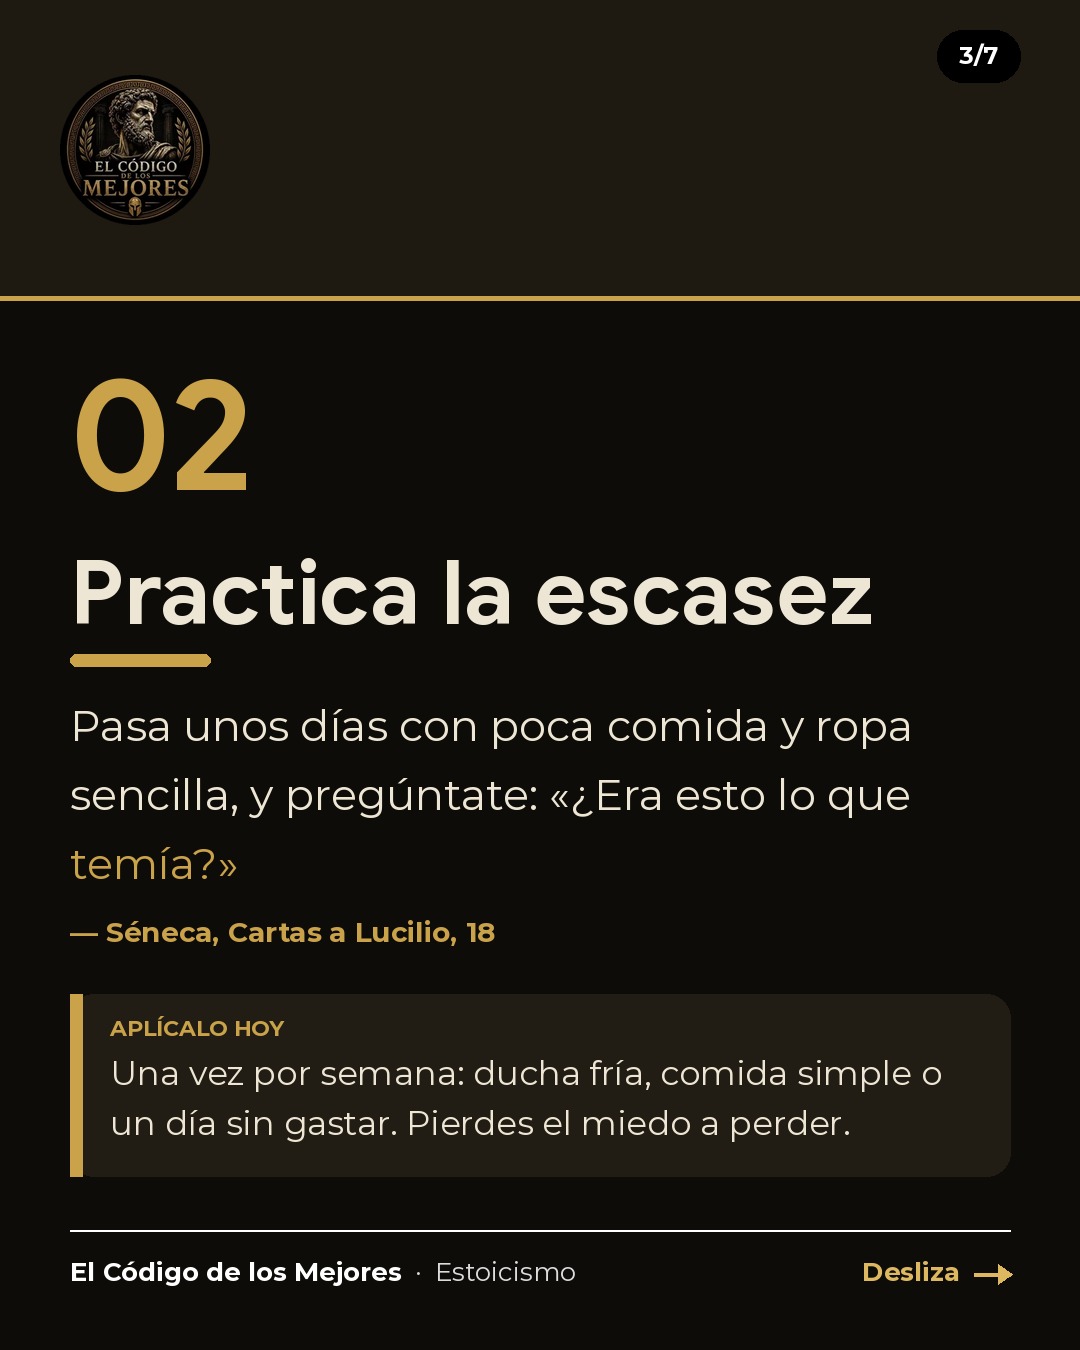 3/7
EL CÓDIGO
DE LOS
MEJORES
02
Practica la escasez
Pasa unos días con poca comida y ropa
sencilla, y pregúntate: «¿Era esto lo que
temía?»
— Séneca, Cartas a Lucilio, 18
APLÍCALO HOY
Una vez por semana: ducha fría, comida simple o
un día sin gastar. Pierdes el miedo a perder.
El Código de los Mejores · Estoicismo
Desliza